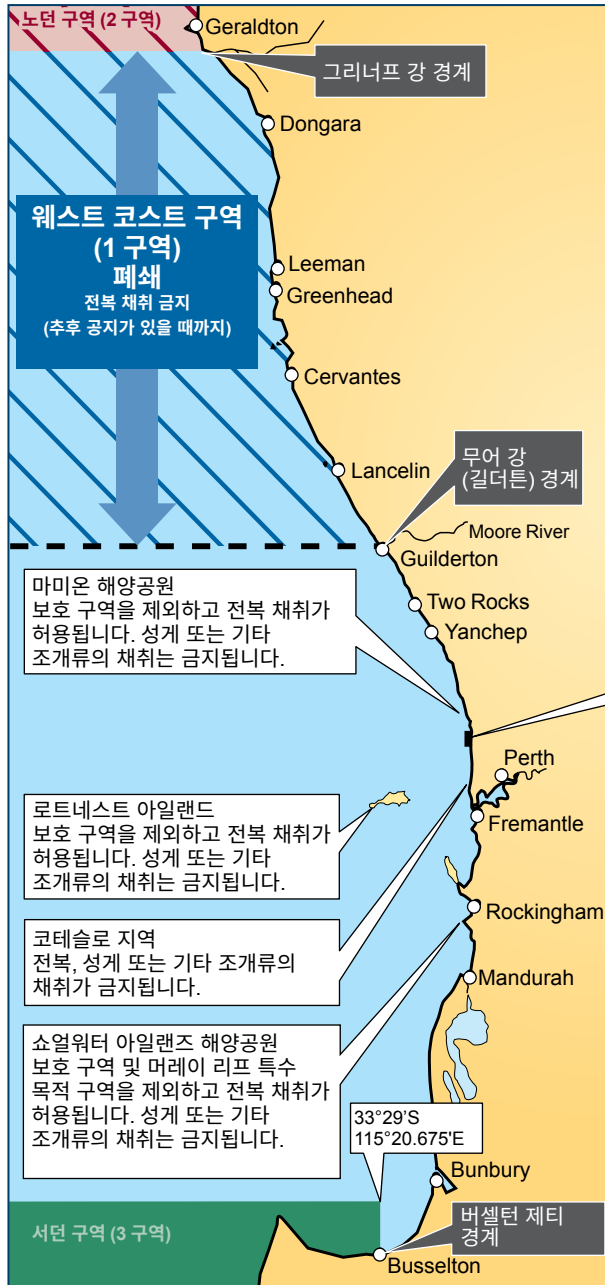 노던 구역 (2 구역)
Geraldton
그리너프 강 경계
Dongara
웨스트 코스트 구역
(1 구역)
폐쇄
전복 채취 금지
(추후 공지가 있을 때까지)
Leeman
Greenhead
Cervantes
Lancelin
무어 강
(길더튼) 경계
Moore River
Guilderton
마미온 해양공원
보호 구역을 제외하고 전복 채취가
허용됩니다. 성게 또는 기타
조개류의 채취는 금지됩니다.
Two Rocks
Yanchep
Perth
Fremantle
로트네스트 아일랜드
보호 구역을 제외하고 전복 채취가
허용됩니다. 성게 또는 기타
조개류의 채취는 금지됩니다.
Rockingham
코테슬로 지역
전복, 성게 또는 기타 조개류의
채취가 금지됩니다.
Mandurah
쇼얼워터 아일랜즈 해양공원
보호 구역 및 머레이 리프 특수
목적 구역을 제외하고 전복 채취가
허용됩니다. 성게 또는 기타
조개류의 채취는 금지됩니다.
33°29'S
115°20.675'E
Bunbury
서던 구역 (3 구역)
버셀턴 제티
경계
Busselton